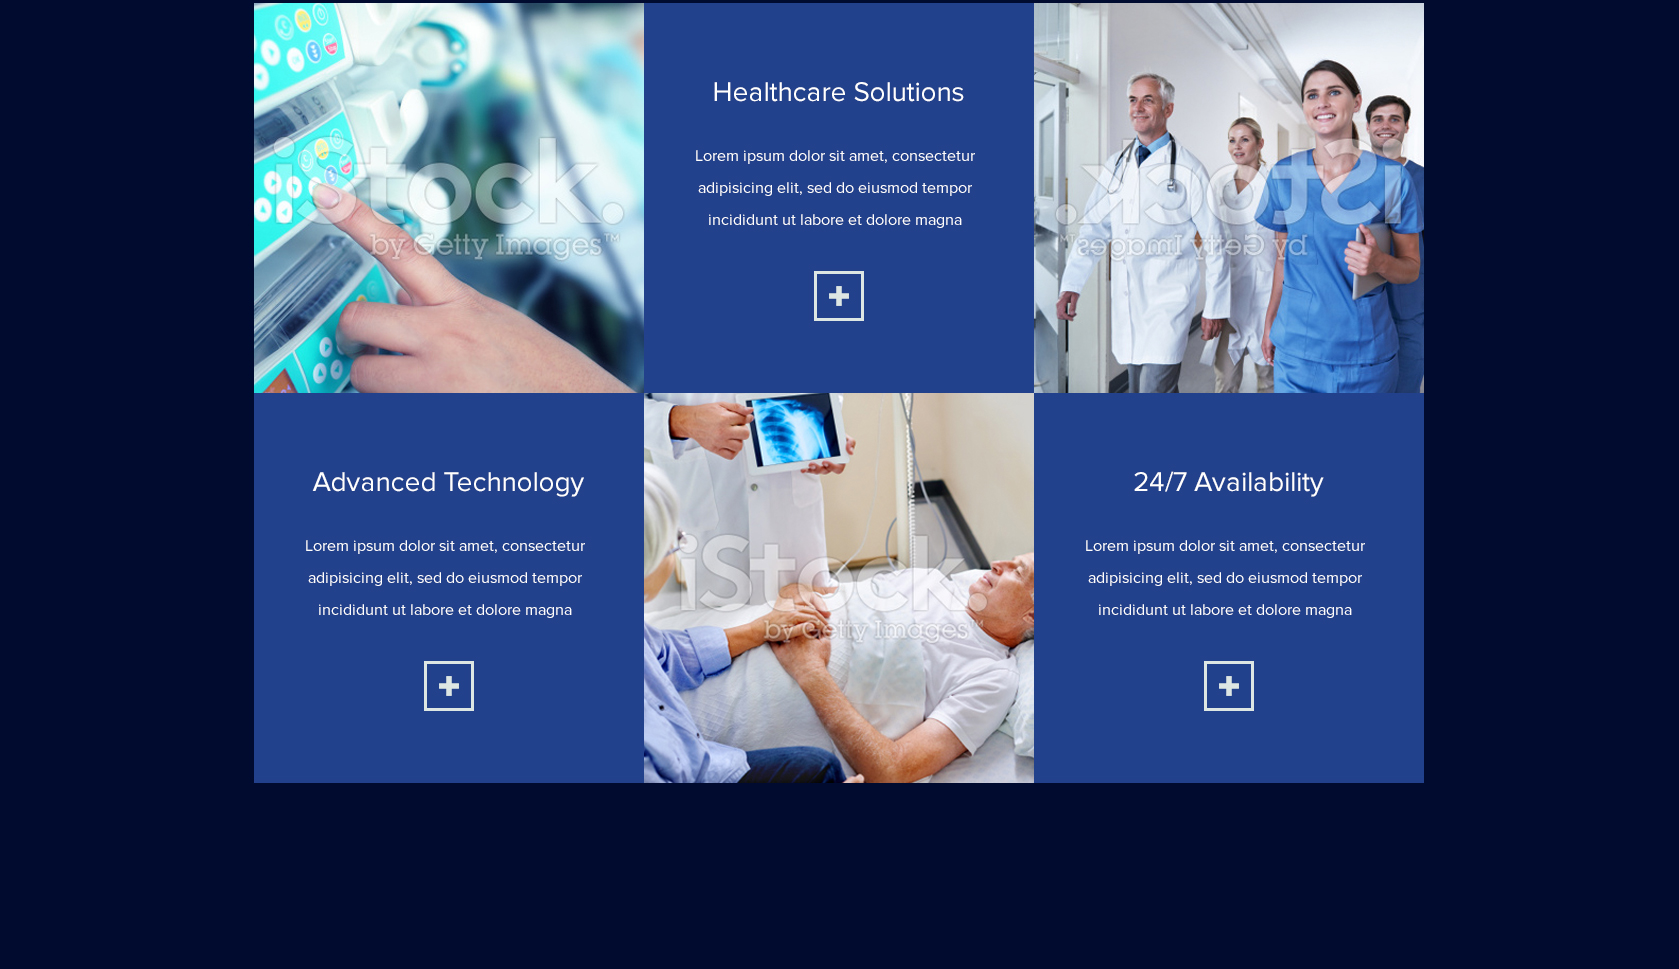 iStock.
by Getty Images™
Healthcare Solutions
Lorem ipsum dolor sit amet, consectetur
adipisicing elit, sed do eiusmod tempor
incididunt ut labore et dolore magna
iStock.
by Getty Images™
Advanced Technology
Lorem ipsum dolor sit amet, consectetur
adipisicing elit, sed do eiusmod tempor
incididunt ut labore et dolore magna
iStock.
by Getty Images™
24/7 Availability
Lorem ipsum dolor sit amet, consectetur
adipisicing elit, sed do eiusmod tempor
incididunt ut labore et dolore magna